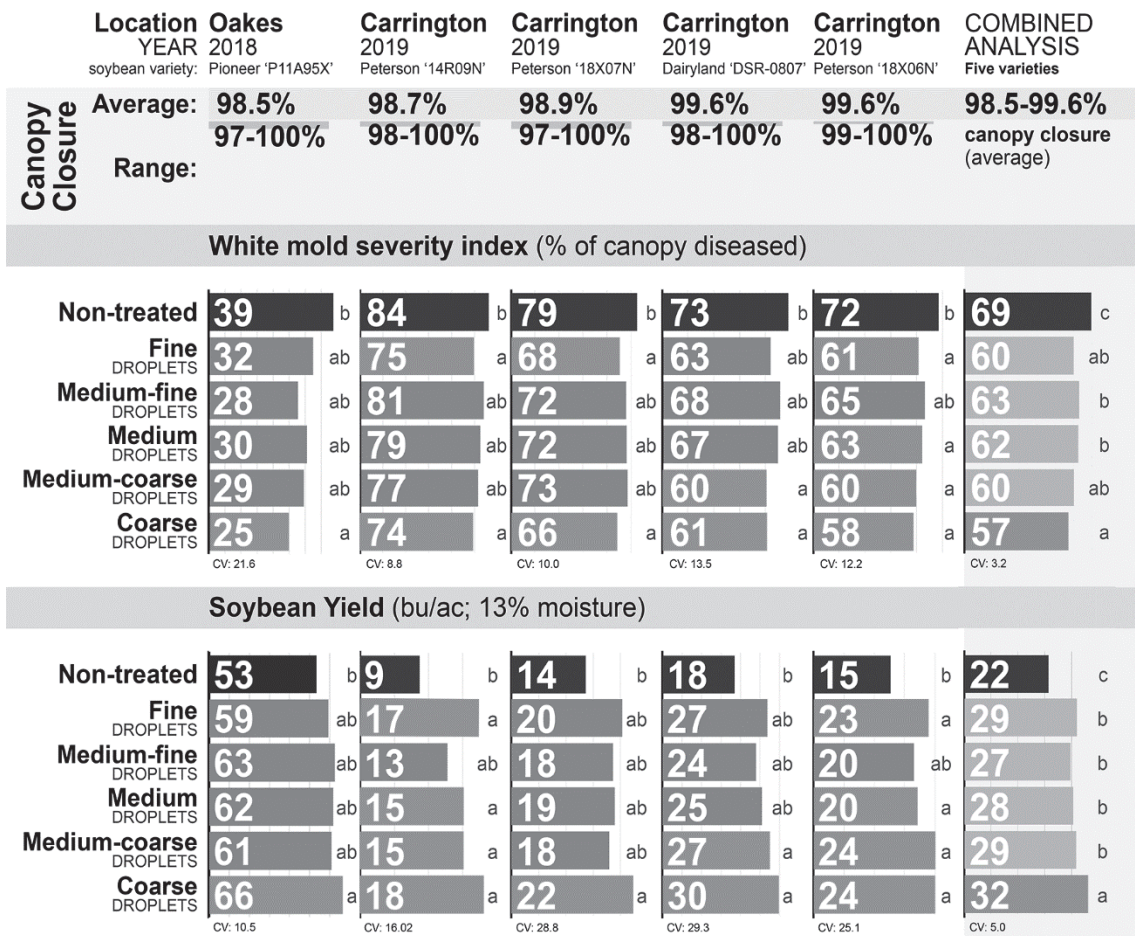 Location Oakes Carrington Carrington Carrington Carrington COMBINED
YEAR 2018 2019 2019 2019 2019 ANALYSIS
soybean variety: Pioneer ‘P11A95X’ Peterson ‘14R09N’ Peterson ‘18X07N’ Dairyland ‘DSR-0807’ Peterson ‘18X06N’ Five varieties
Canopy Closure
Average: 98.5% 98.7% 98.9% 99.6% 99.6% 98.5-99.6%
97-100% 98-100% 97-100% 98-100% 99-100% canopy closure
(average)
Range:
White mold severity index (% of canopy diseased)
Non-treated 39 b 84 b 79 b 73 b 72 b 69 c
Fine DROPLETS 32 ab 75 a 68 a 63 ab 61 a 60 ab
Medium-fine DROPLETS 28 ab 81 ab 72 ab 68 ab 65 ab 63 b
Medium DROPLETS 30 ab 79 ab 72 ab 67 ab 63 a 62 b
Medium-coarse DROPLETS 29 ab 77 ab 73 ab 60 a 60 a 60 ab
Coarse DROPLETS 25 a 74 a 66 a 61 a 58 a 57 a
CV: 21.6 CV: 8.8 CV: 10.0 CV: 13.5 CV: 12.2 CV: 3.2
Soybean Yield (bu/ac; 13% moisture)
Non-treated 53 b 9 b 14 b 18 b 15 b 22 c
Fine DROPLETS 59 ab 17 a 20 ab 27 ab 23 a 29 b
Medium-fine DROPLETS 63 ab 13 ab 18 ab 24 ab 20 ab 27 b
Medium DROPLETS 62 ab 15 a 19 ab 25 ab 20 a 28 b
Medium-coarse DROPLETS 61 ab 15 a 18 ab 27 a 24 a 29 b
Coarse DROPLETS 66 a 18 a 22 a 30 a 24 a 32 a
CV: 10.5 CV: 16.02 CV: 28.8 CV: 29.3 CV: 25.1 CV: 5.0